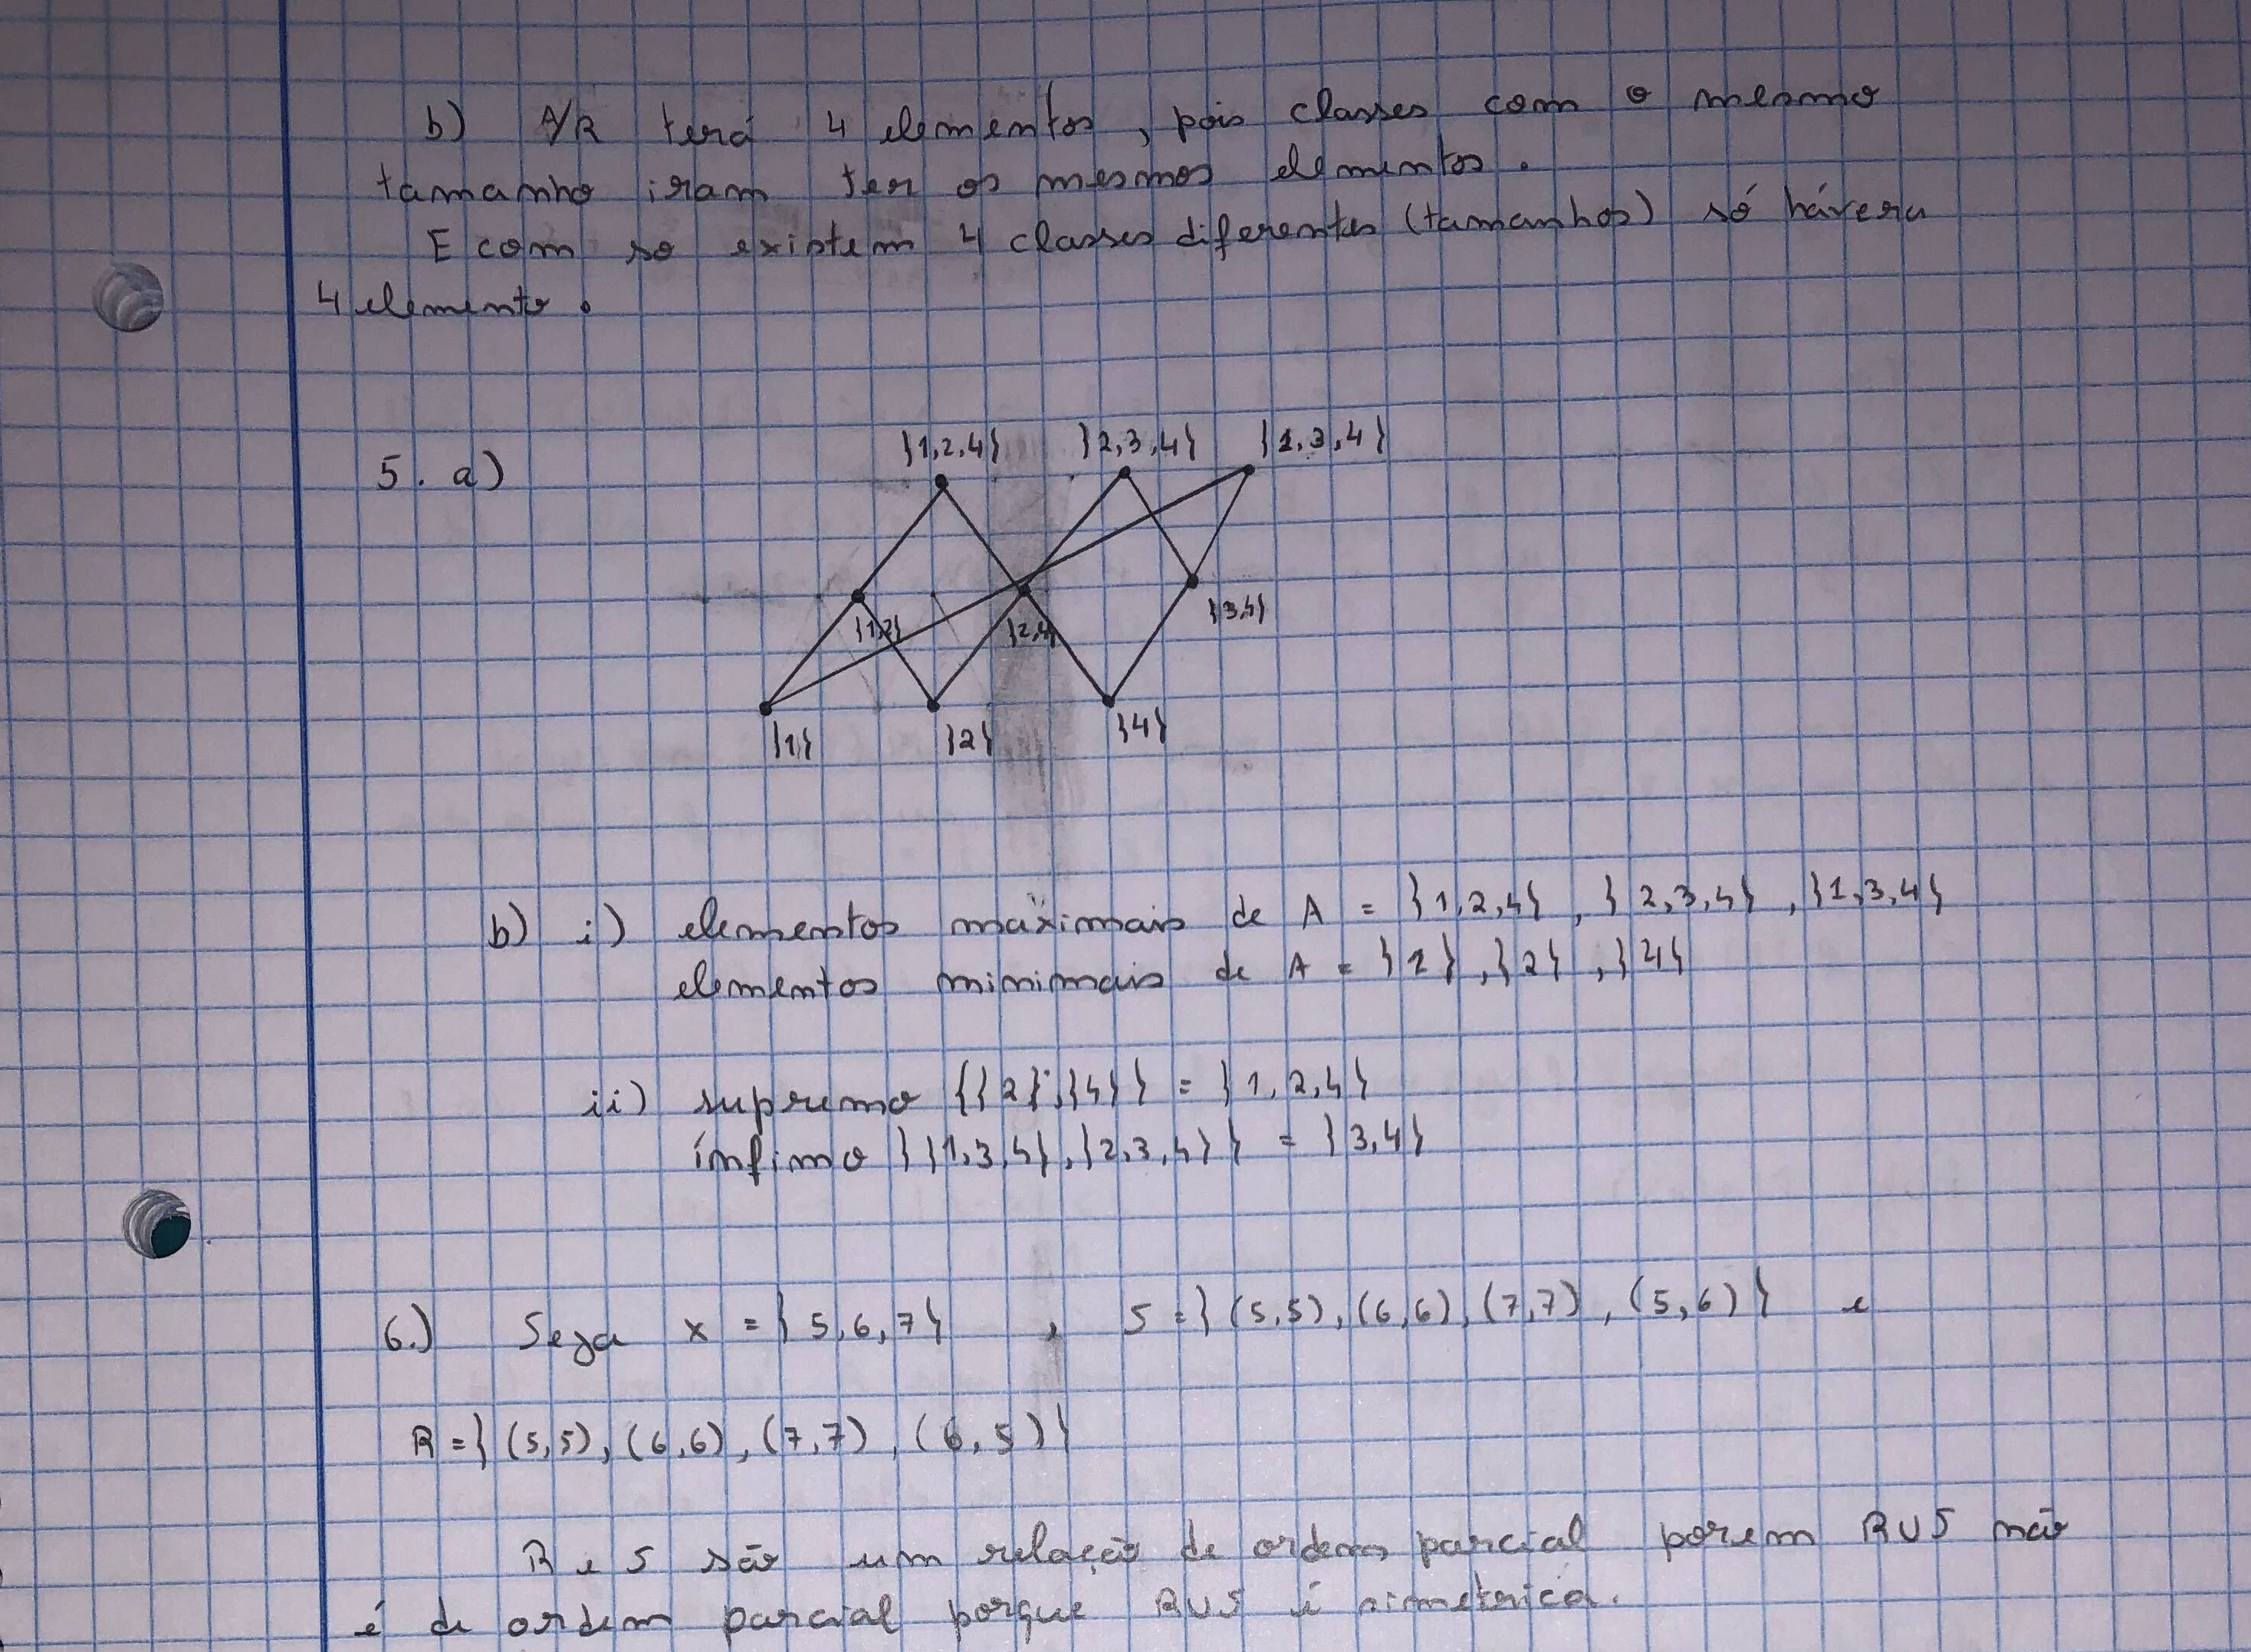 b) A/R terá 4 elementos, pois classes com o mesmo
tamanho iram ter os mesmos elementos.
E com so existem 4 classes diferentes (tamanhos) só háveru
4 elemento.
5. a)
{1,2,4} {2,3,4} {1,3,4}
{1,2} {2,4} {3,4}
{1} {2} {4}
b) i) elementos maximais de A = {1,2,4}, {2,3,4}, {1,3,4}
elementos minimais de A = {1}, {2}, {4}
ii) supremo {{2},{4}} = {1,2,4}
ínfimo {{1,3,4},{2,3,4}} = {3,4}
6.) Seja x = {5,6,7} , S = {(5,5), (6,6), (7,7), (5,6)} e
R = {(5,5), (6,6), (7,7), (6,5)}
R e S são um relação de ordem parcial porem RUS não
é de ordem parcial porque RUS é simetrica.